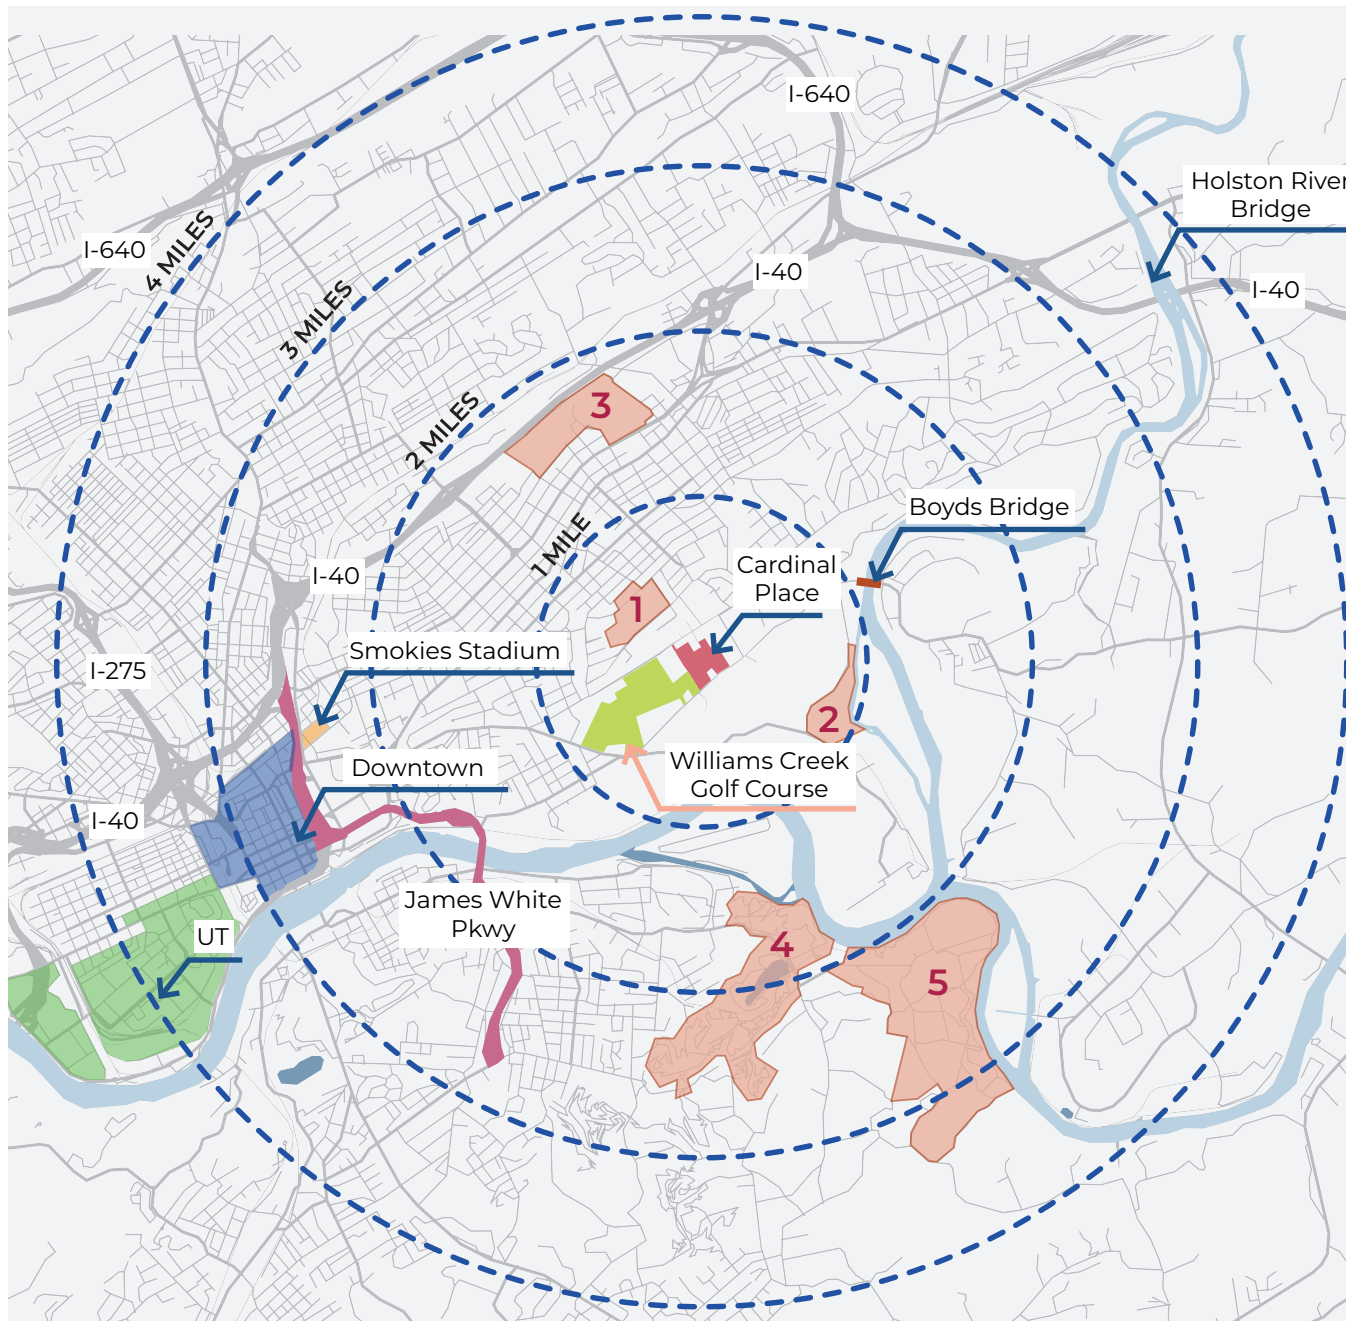 I-640
Holston River
Bridge
I-640
4 MILES
I-40
I-40
3 MILES
2 MILES
3
Boyds Bridge
1 MILE
Cardinal
Place
I-40
1
Smokies Stadium
I-275
2
Downtown
Williams Creek
Golf Course
I-40
James White
Pkwy
UT
4
5